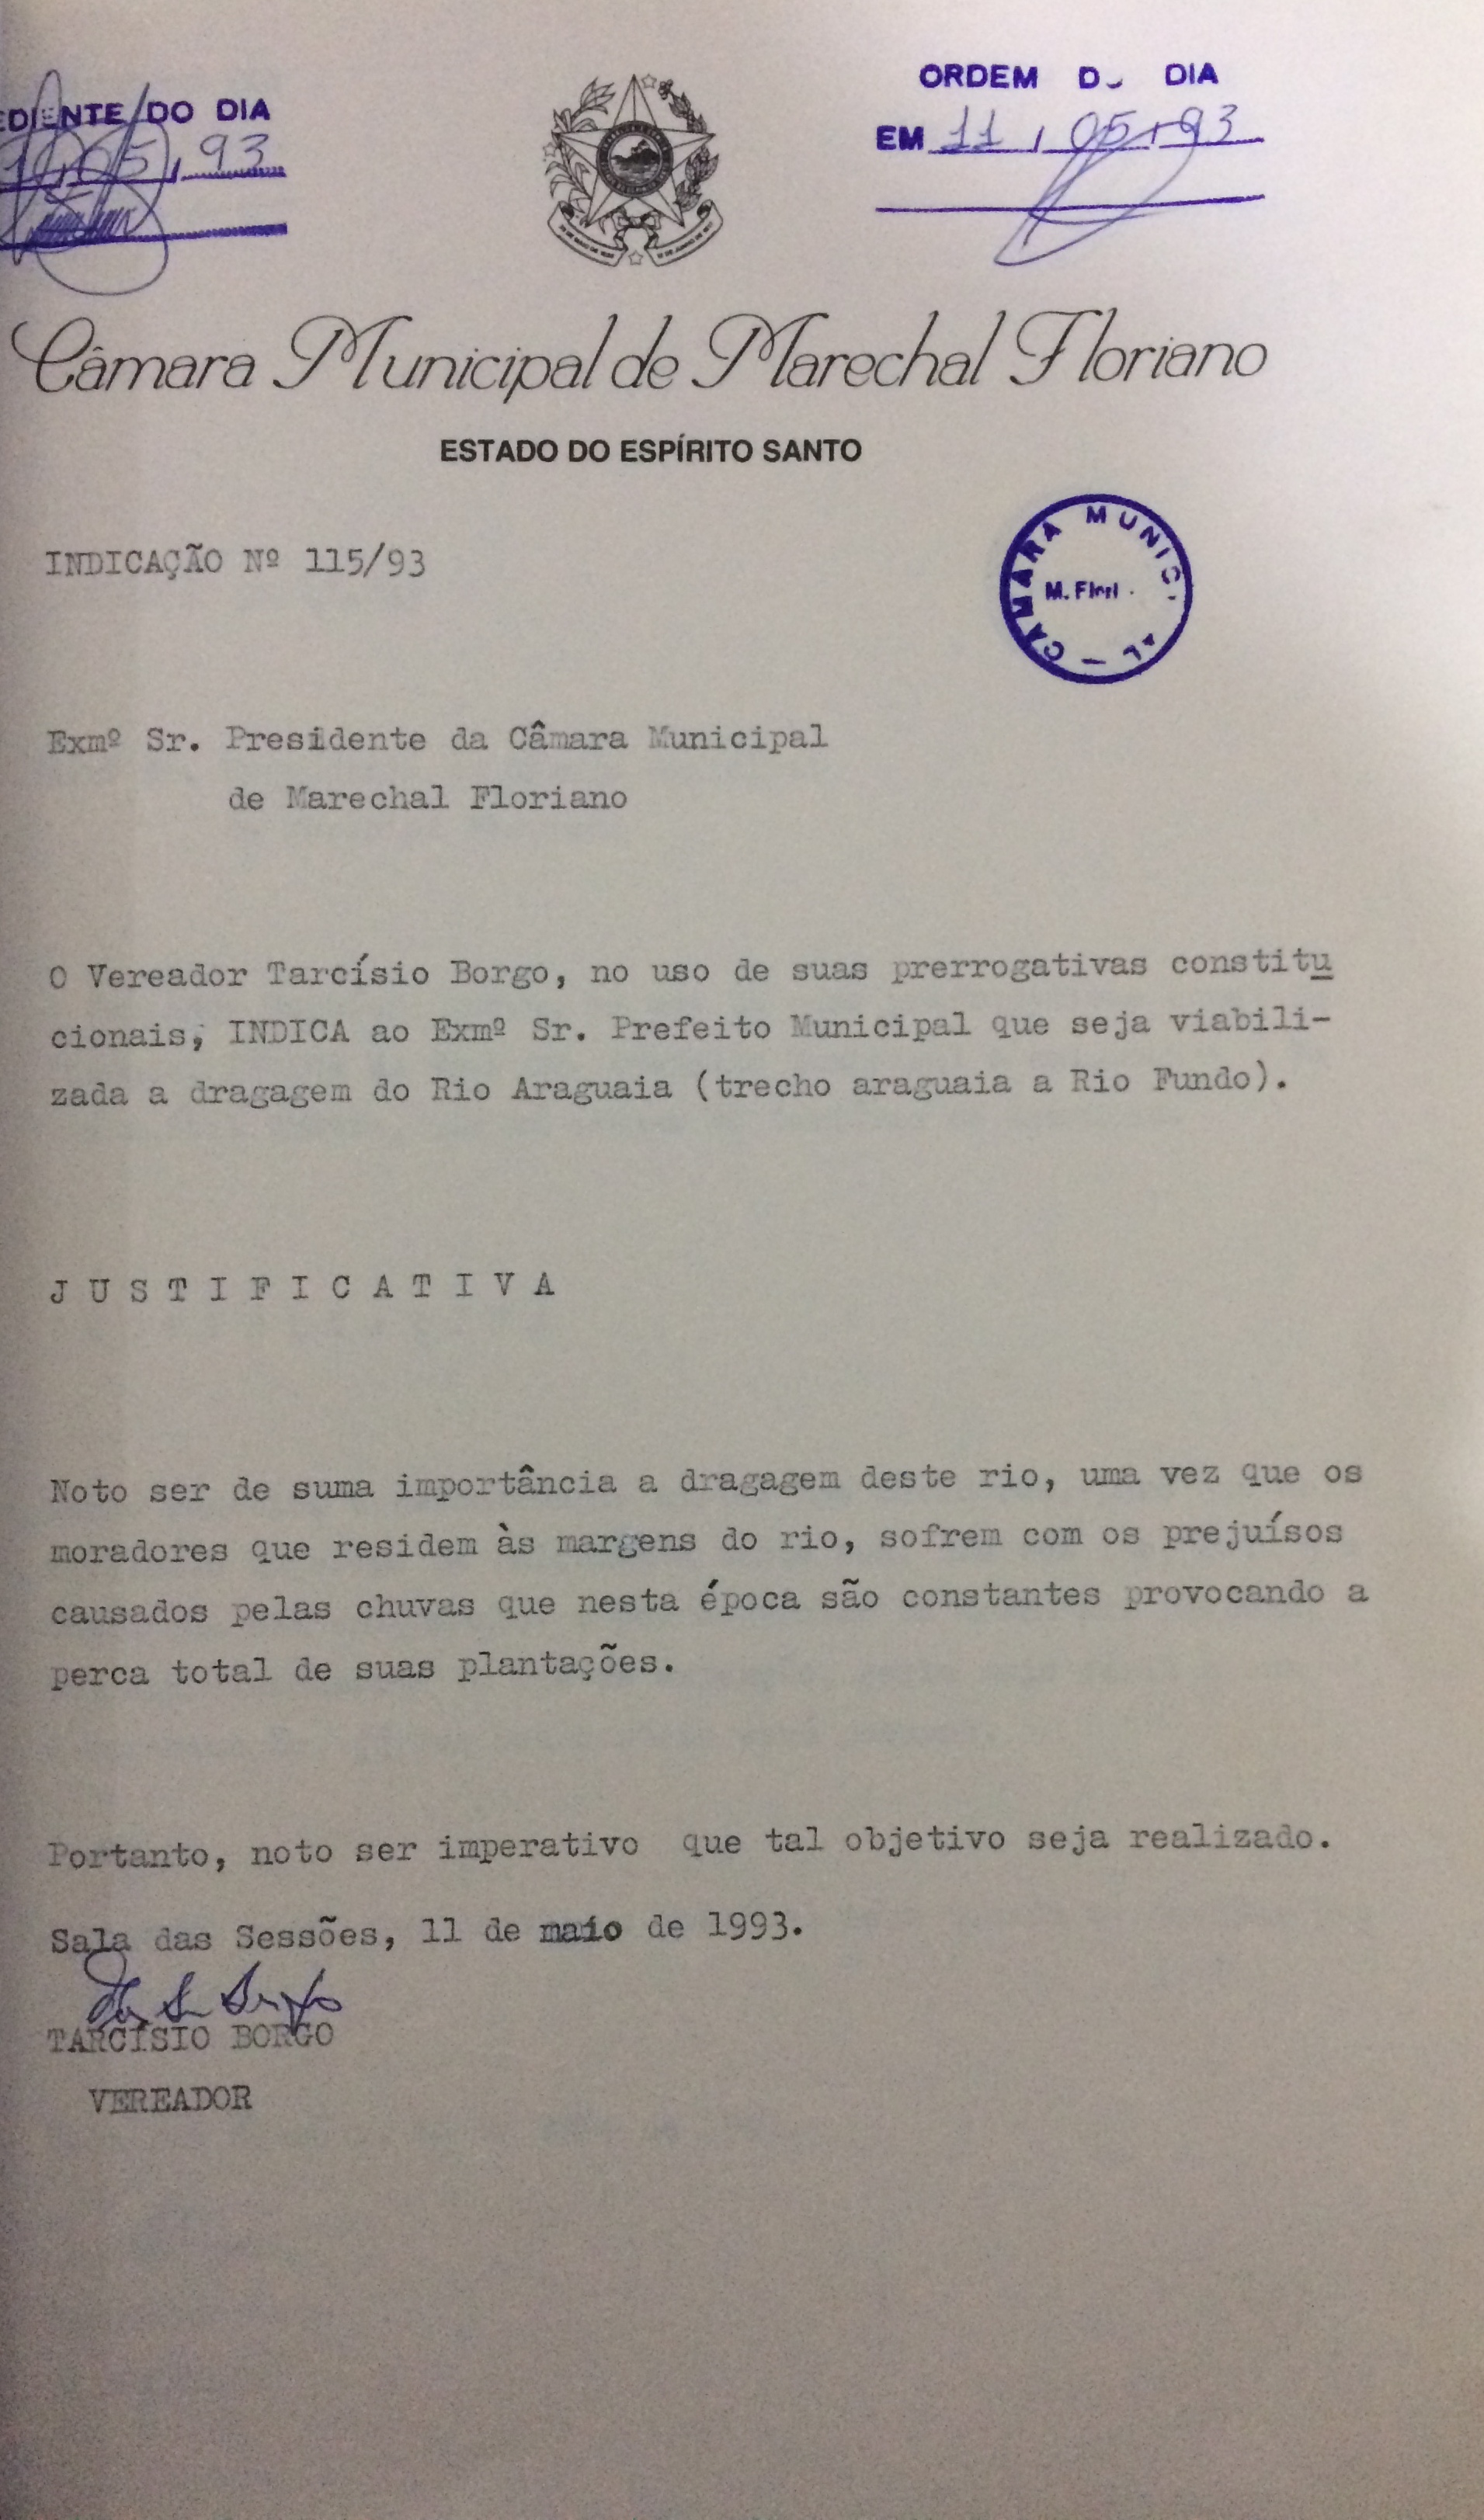 EDIENTE DO DIA
93
ORDEM D DIA
EM 11 / 05 / 93
Câmara Municipal de Marechal Floriano
ESTADO DO ESPÍRITO SANTO
INDICAÇÃO Nº 115/93
CÂMARA MUNIC AL —
M. Flori
Exmº Sr. Presidente da Câmara Municipal
de Marechal Floriano
O Vereador Tarcísio Borgo, no uso de suas prerrogativas constitu
cionais, INDICA ao Exmº Sr. Prefeito Municipal que seja viabili-
zada a dragagem do Rio Araguaia (trecho araguaia a Rio Fundo).
J U S T I F I C A T I V A
Noto ser de suma importância a dragagem deste rio, uma vez que os
moradores que residem às margens do rio, sofrem com os prejuísos
causados pelas chuvas que nesta época são constantes provocando a
perca total de suas plantações.
Portanto, noto ser imperativo que tal objetivo seja realizado.
Sala das Sessões, 11 de maio de 1993.
TARCÍSIO BORGO
VEREADOR